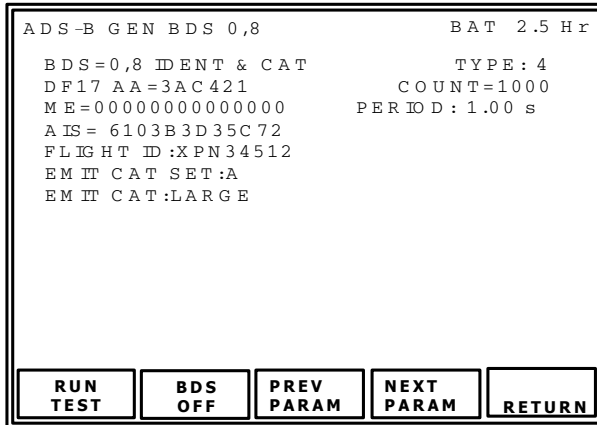 ADS-B GEN BDS 0,8 BAT 2.5 Hr
BDS=0,8 IDENT & CAT TYPE: 4
DF17 AA=3AC421 COUNT=1000
ME=00000000000000 PERIOD: 1.00 s
AIS= 6103B3D35C72
FLIGHT ID:XPN34512
EMIT CAT SET:A
EMIT CAT:LARGE
RUN TEST
BDS OFF
PREV PARAM
NEXT PARAM
RETURN